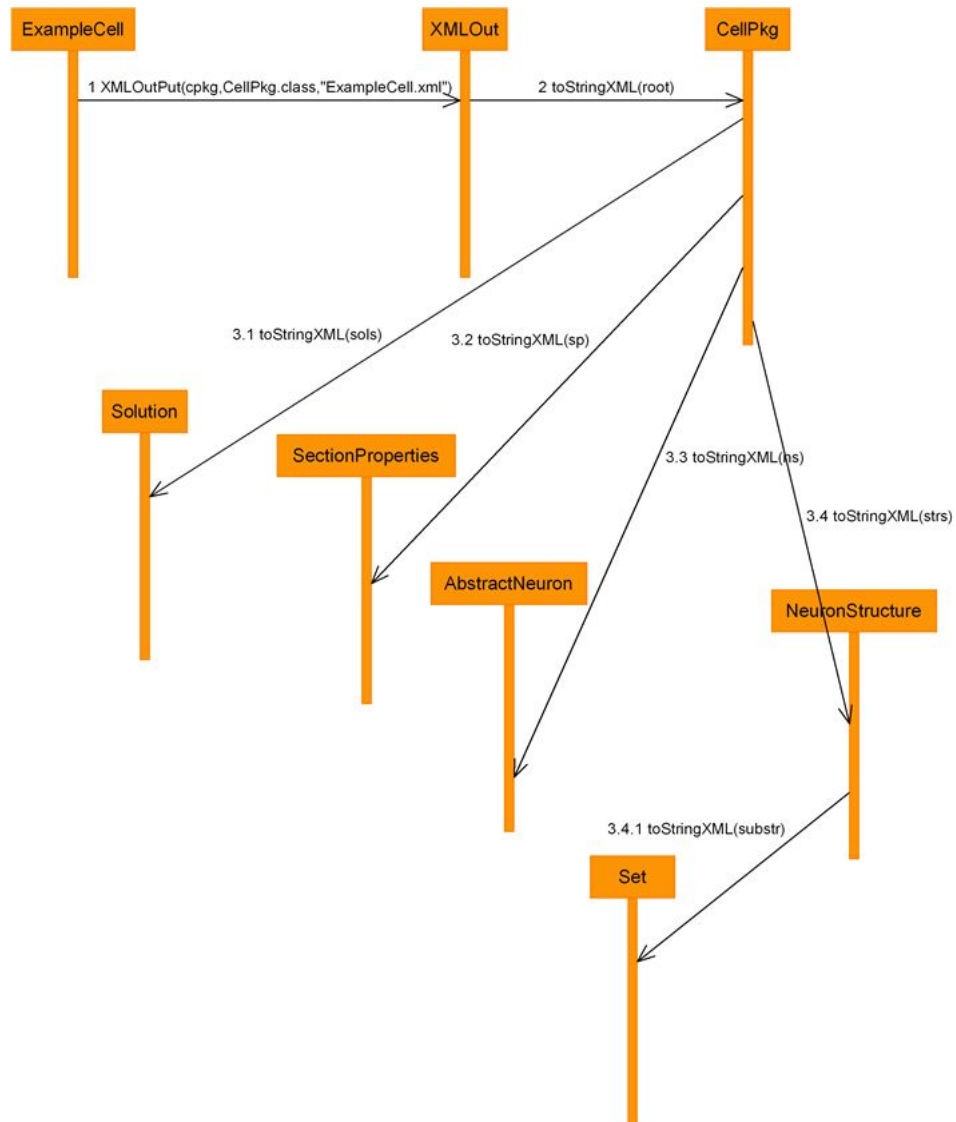 ExampleCell
XMLOut
CellPkg
1 XMLOutPut(cpkg,CellPkg.class,"ExampleCell.xml")
2 toStringXML(root)
3.1 toStringXML(sols)
3.2 toStringXML(sp)
Solution
SectionProperties
3.3 toStringXML(ns)
3.4 toStringXML(strs)
AbstractNeuron
NeuronStructure
3.4.1 toStringXML(substr)
Set